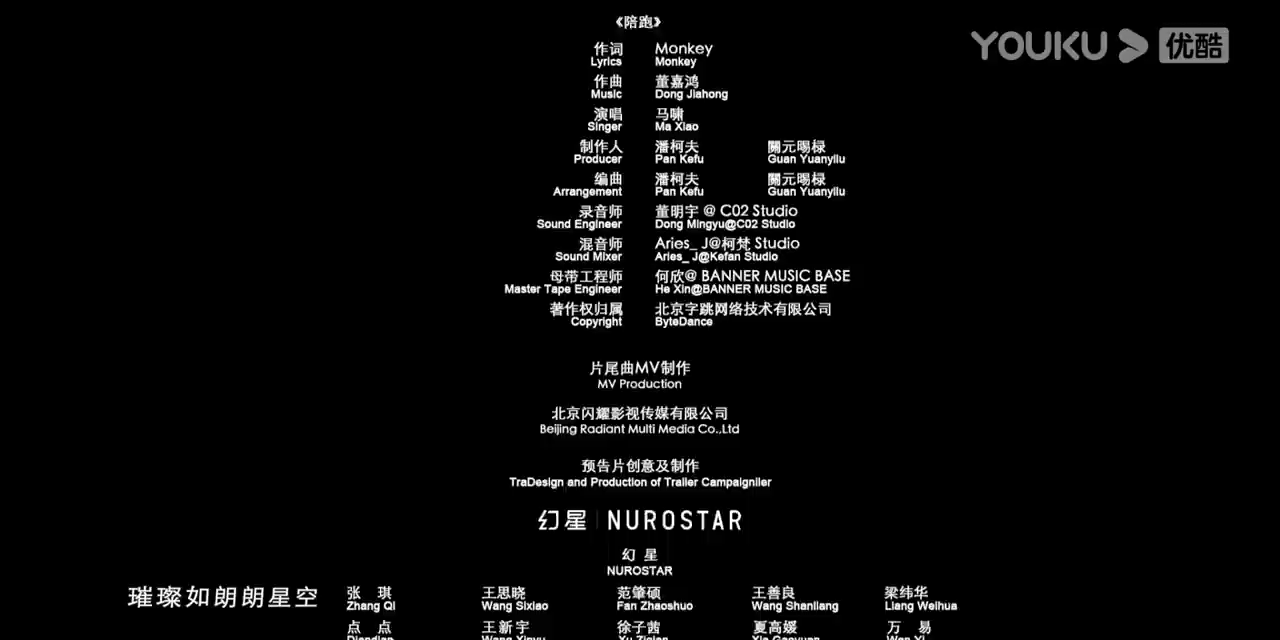 《陪跑》
YOUKU 优酷
作词 Monkey
Lyrics Monkey
作曲 董嘉鸿
Music Dong Jiahong
演唱 马啸
Singer Ma Xiao
制作人 潘柯夫 關元晹椂
Producer Pan Kefu Guan Yuanyilu
编曲 潘柯夫 關元晹椂
Arrangement Pan Kefu Guan Yuanyilu
录音师 董明宇 @ C02 Studio
Sound Engineer Dong Mingyu@C02 Studio
混音师 Aries_ J@柯梵 Studio
Sound Mixer Aries_ J@Kefan Studio
母带工程师 何欣@ BANNER MUSIC BASE
Master Tape Engineer He Xin@BANNER MUSIC BASE
著作权归属 北京字跳网络技术有限公司
Copyright ByteDance
片尾曲MV制作
MV Production
北京闪耀影视传媒有限公司
Beijing Radiant Multi Media Co.,Ltd
预告片创意及制作
TraDesign and Production of Trailer Campaigniler
幻星 NUROSTAR
幻 星
NUROSTAR
璀璨如朗朗星空 张 琪 王思晓 范肇硕 王善良 梁纬华
Zhang Qi Wang Sixiao Fan Zhaoshuo Wang Shanliang Liang Weihua
点 点 王新宇 徐子茜 夏高媛 万 易